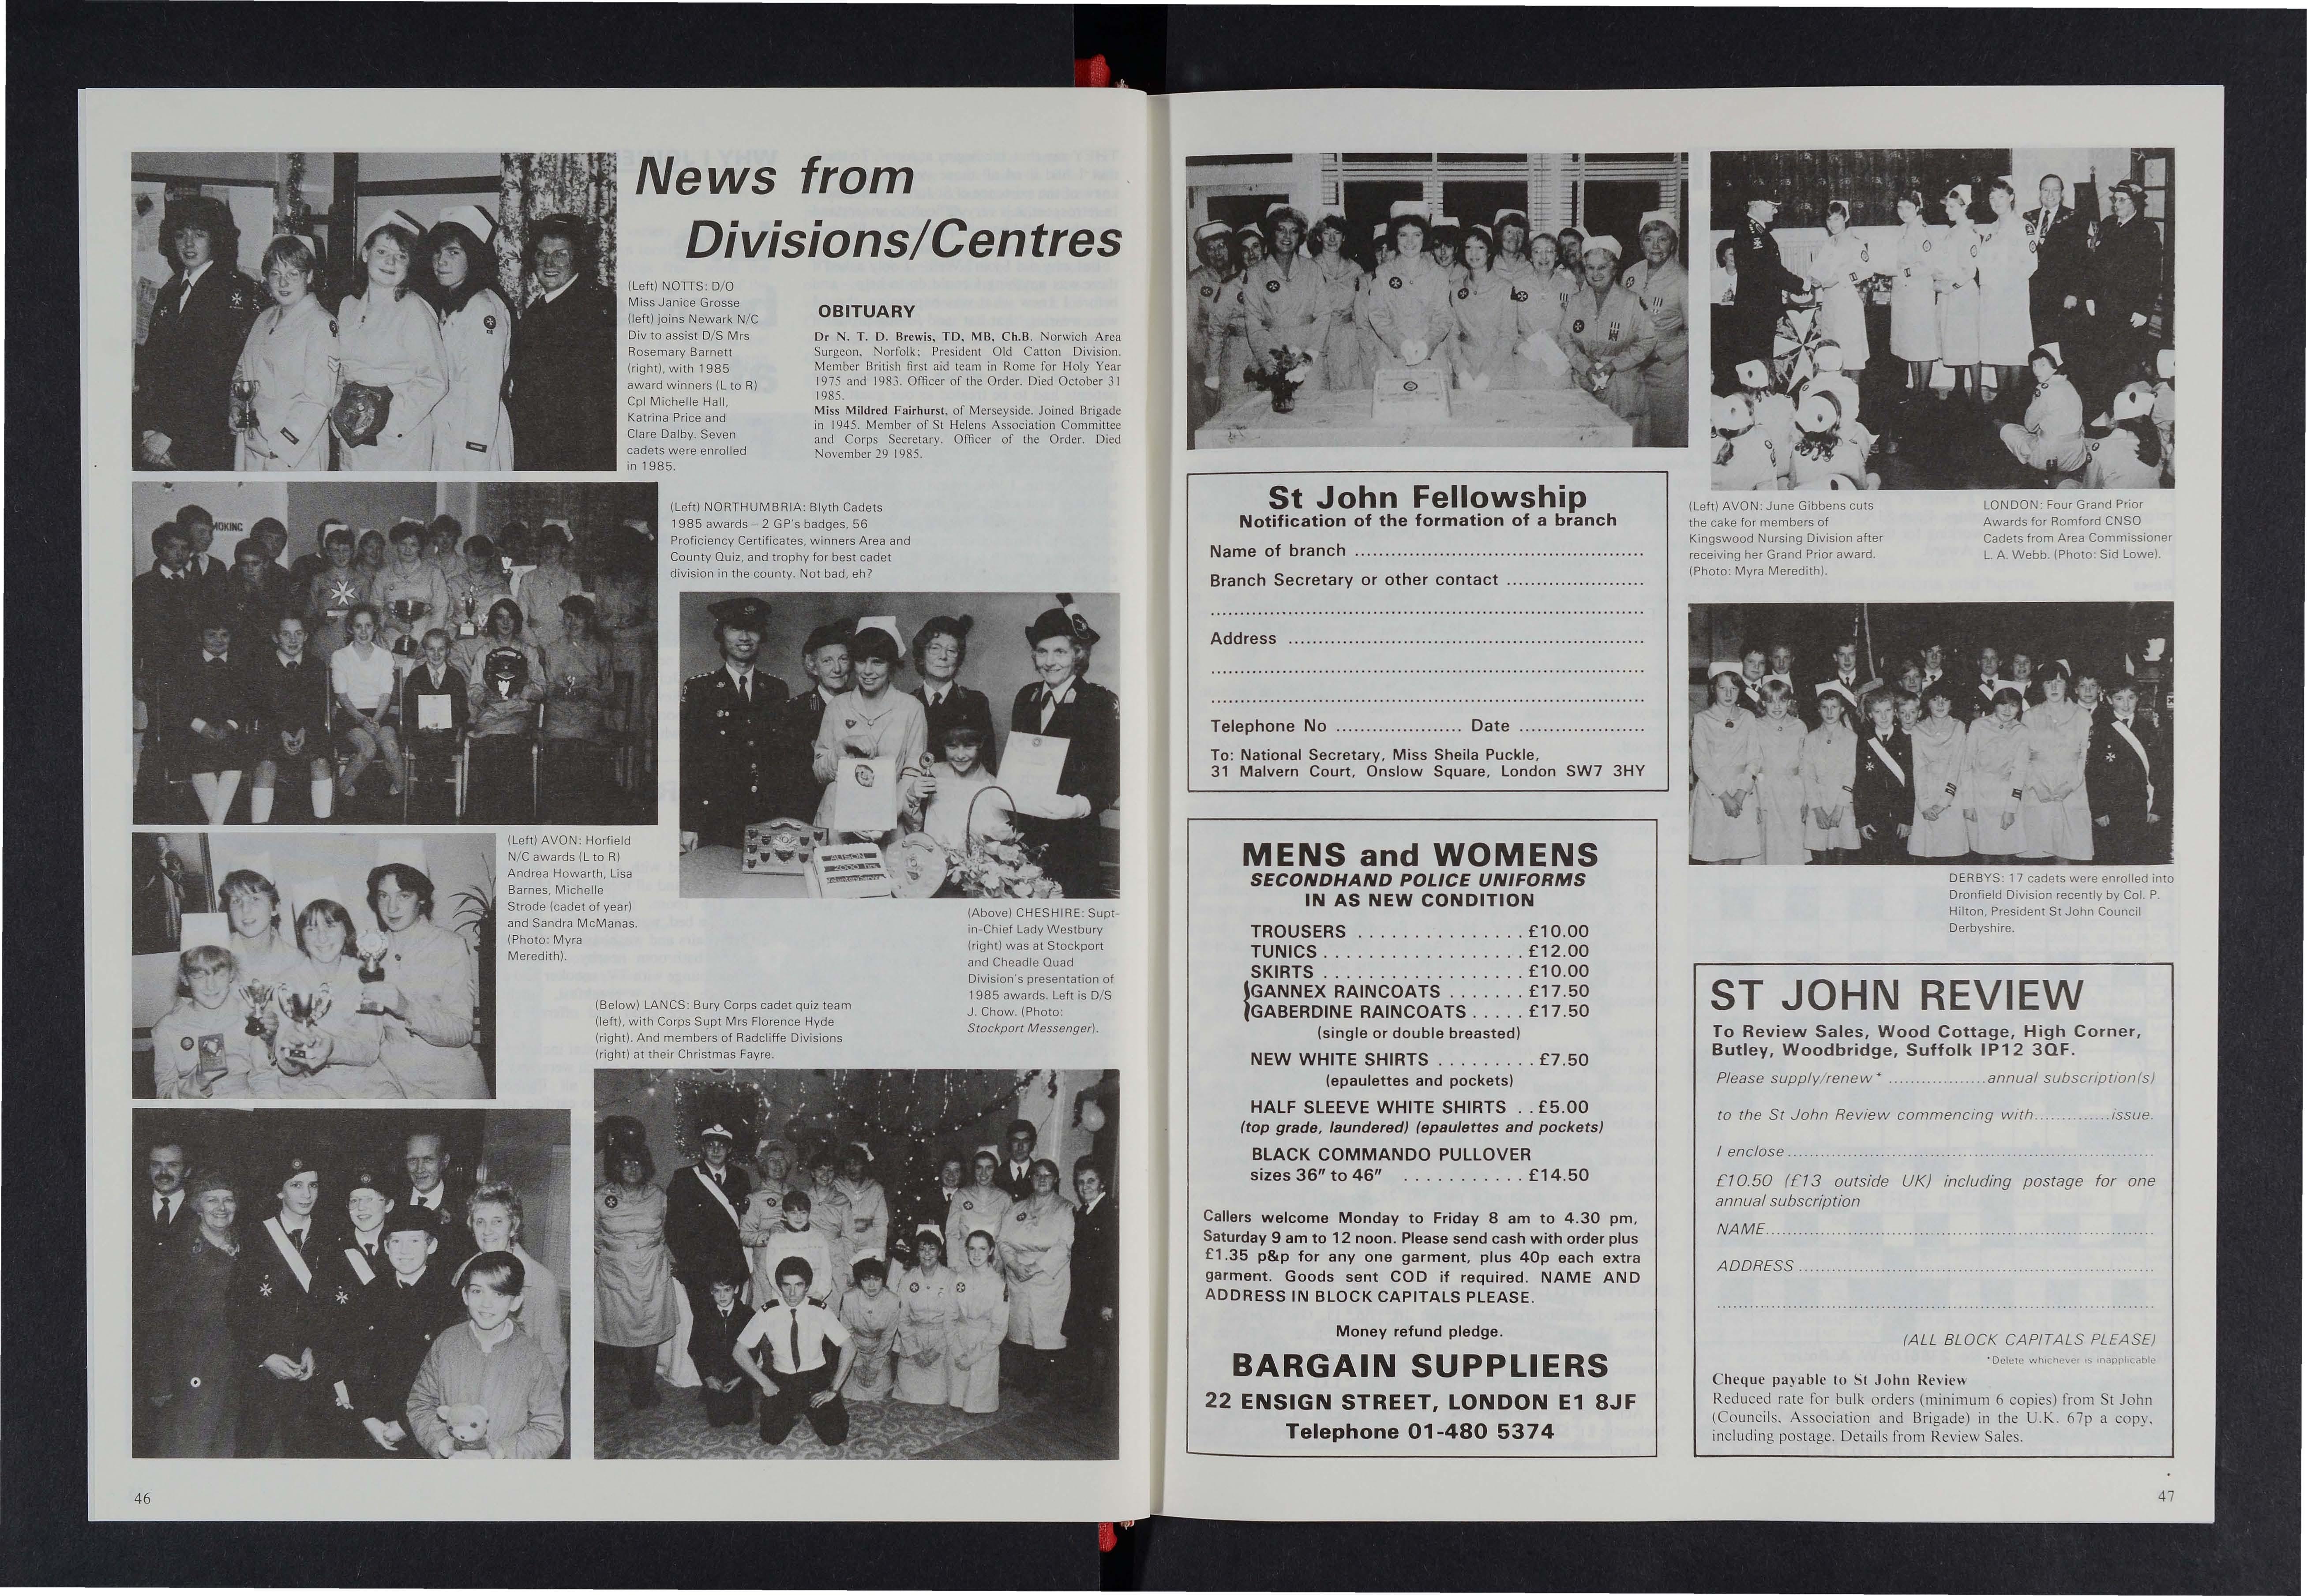 News from
Divisions/Centres
(Left) NOTTS: D/O
Miss Janice Grosse
(left) joins Newark N/C
Div to assist D/S Mrs
Rosemary Barnett
(right), with 1985
award winners (L to R)
Cpl Michelle Hall,
Katrina Price and
Clare Dalby. Seven
cadets were enrolled
in 1985.
OBITUARY
Dr N. T. D. Brewis, TD, MB, Ch.B. Norwich Area
Surgeon, Norfolk; President Old Catton Division.
Member British first aid team in Rome for Holy Year
1975 and 1983. Officer of the Order. Died October 31
1985.
Miss Mildred Fairhurst, of Merseyside. Joined Brigade
in 1945. Member of St Helens Association Committee
and Corps Secretary. Officer of the Order. Died
November 29 1985.
MOKING
(Left) NORTHUMBRIA: Blyth Cadets
1985 awards – 2 GP's badges, 56
Proficiency Certificates, winners Area and
County Quiz, and trophy for best cadet
division in the county. Not bad, eh?
ALISON
2000 hrs
(Left) AVON: Horfield
N/C awards (L to R)
Andrea Howarth, Lisa
Barnes, Michelle
Strode (cadet of year)
and Sandra McManas.
(Photo: Myra
Meredith).
(Above) CHESHIRE: Supt-
in-Chief Lady Westbury
(right) was at Stockport
and Cheadle Quad
Division's presentation of
1985 awards. Left is D/S
J. Chow. (Photo:
Stockport Messenger).
(Below) LANCS: Bury Corps cadet quiz team
(left), with Corps Supt Mrs Florence Hyde
(right). And members of Radcliffe Divisions
(right) at their Christmas Fayre.
46
St John Fellowship
Notification of the formation of a branch
Name of branch ................................................
Branch Secretary or other contact .......................
........................................................................
Address ...........................................................
........................................................................
........................................................................
Telephone No ..................... Date .....................
To: National Secretary, Miss Sheila Puckle,
31 Malvern Court, Onslow Square, London SW7 3HY
MENS and WOMENS
SECONDHAND POLICE UNIFORMS
IN AS NEW CONDITION
TROUSERS . . . . . . . . . . . . . . . £10.00
TUNICS . . . . . . . . . . . . . . . . . . £12.00
SKIRTS . . . . . . . . . . . . . . . . . . £10.00
GANNEX RAINCOATS . . . . . . . £17.50
GABERDINE RAINCOATS . . . . . £17.50
(single or double breasted)
NEW WHITE SHIRTS . . . . . . . . . £7.50
(epaulettes and pockets)
HALF SLEEVE WHITE SHIRTS . . £5.00
(top grade, laundered) (epaulettes and pockets)
BLACK COMMANDO PULLOVER
sizes 36" to 46" . . . . . . . . . . . £14.50
Callers welcome Monday to Friday 8 am to 4.30 pm,
Saturday 9 am to 12 noon. Please send cash with order plus
£1.35 p&p for any one garment, plus 40p each extra
garment. Goods sent COD if required. NAME AND
ADDRESS IN BLOCK CAPITALS PLEASE.
Money refund pledge.
BARGAIN SUPPLIERS
22 ENSIGN STREET, LONDON E1 8JF
Telephone 01-480 5374
(Left) AVON: June Gibbens cuts
the cake for members of
Kingswood Nursing Division after
receiving her Grand Prior award.
(Photo: Myra Meredith).
LONDON: Four Grand Prior
Awards for Romford CNSO
Cadets from Area Commissioner
L. A. Webb. (Photo: Sid Lowe).
DERBYS: 17 cadets were enrolled into
Dronfield Division recently by Col. P.
Hilton, President St John Council
Derbyshire.
ST JOHN REVIEW
To Review Sales, Wood Cottage, High Corner,
Butley, Woodbridge, Suffolk IP12 3QF.
Please supply/renew* ..................annual subscription(s)
to the St John Review commencing with..............issue.
I enclose....................................................................
£10.50 (£13 outside UK) including postage for one
annual subscription
NAME........................................................................
ADDRESS ..................................................................
................................................................................
(ALL BLOCK CAPITALS PLEASE)
*Delete whichever is inapplicable
Cheque payable to St John Review
Reduced rate for bulk orders (minimum 6 copies) from St John
(Councils, Association and Brigade) in the U.K. 67p a copy,
including postage. Details from Review Sales.
47